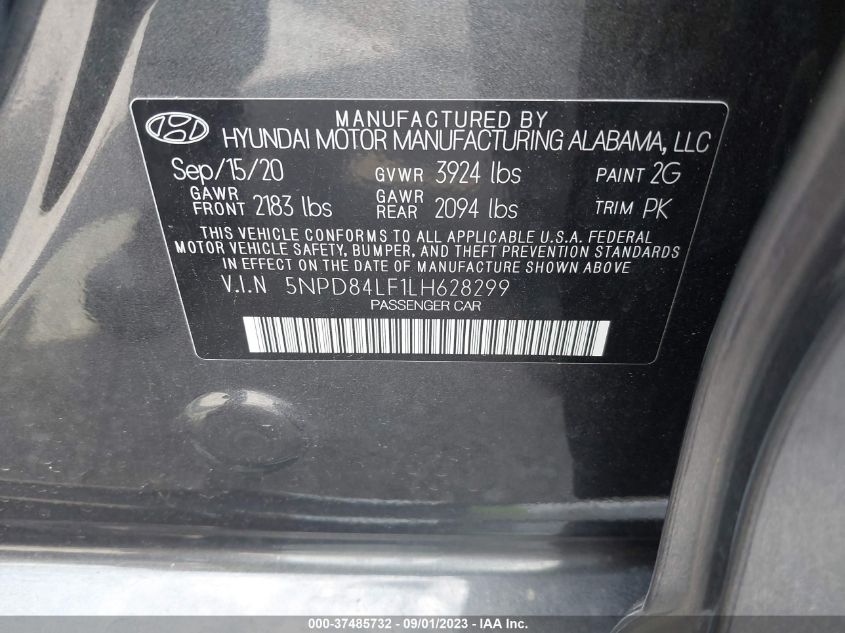 MANUFACTURED BY
HYUNDAI MOTOR MANUFACTURING ALABAMA, LLC
Sep/15/20 GVWR 3924 lbs PAINT 2G
GAWR FRONT 2183 lbs GAWR REAR 2094 lbs TRIM PK
THIS VEHICLE CONFORMS TO ALL APPLICABLE U.S.A. FEDERAL
MOTOR VEHICLE SAFETY, BUMPER, AND THEFT PREVENTION STANDARDS
IN EFFECT ON THE DATE OF MANUFACTURE SHOWN ABOVE.
V.I.N 5NPD84LF1LH628299
PASSENGER CAR
000-37485732 - 09/01/2023 - © IAA - IAA Inc.